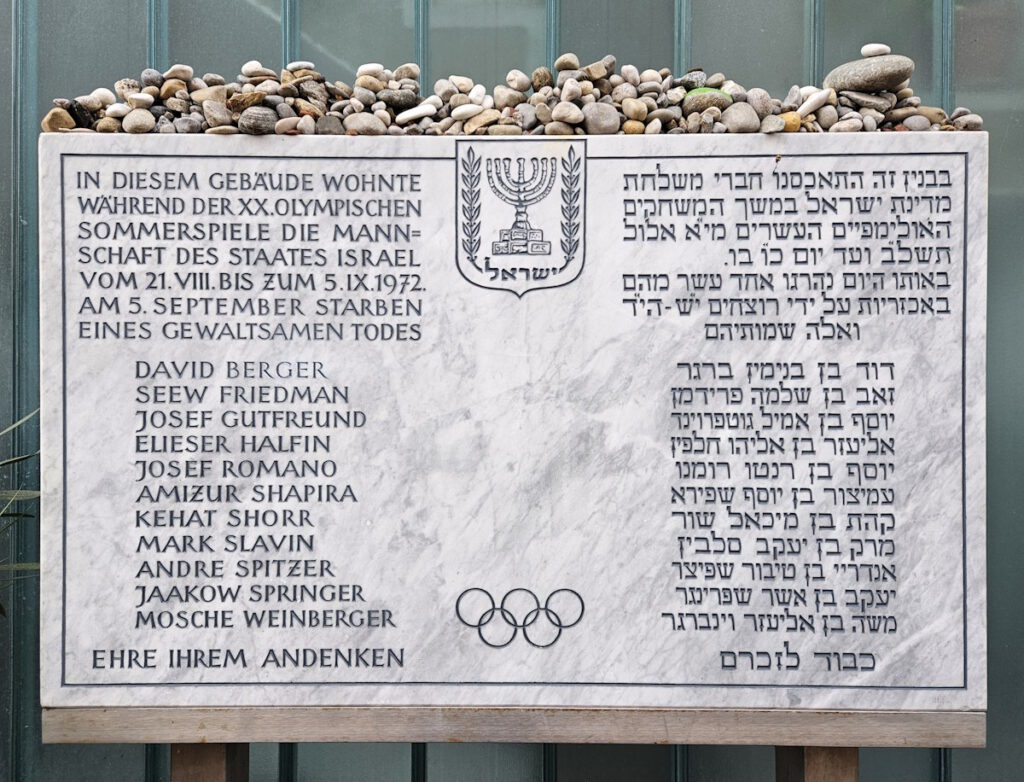 IN DIESEM GEBÄUDE WOHNTE
WÄHREND DER XX.OLYMPISCHEN
SOMMERSPIELE DIE MANN=
SCHAFT DES STAATES ISRAEL
VOM 21.VIII. BIS ZUM 5.IX.1972.
AM 5. SEPTEMBER STARBEN
EINES GEWALTSAMEN TODES
DAVID BERGER
SEEW FRIEDMAN
JOSEF GUTFREUND
ELIESER HALFIN
JOSEF ROMANO
AMIZUR SHAPIRA
KEHAT SHORR
MARK SLAVIN
ANDRE SPITZER
JAAKOW SPRINGER
MOSCHE WEINBERGER
EHRE IHREM ANDENKEN
ישראל
בבנין זה התאכסנו חברי משלחת
מדינת ישראל במשך המשחקים
האולימפיים העשרים מי״א אלול
תשל״ב ועד יום כ״ו בו.
באותו היום נהרגו אחד עשר מהם
באכזריות על ידי רוצחים י״ש-הי״ד
ואלה שמותיהם
דוד בן בנימין ברגר
זאב בן שלמה פרידמן
יוסף בן אמיל גוטפרוינד
אליעזר בן אליהו חלפין
יוסף בן רנטו רומנו
עמיצור בן יוסף שפירא
קהת בן מיכאל שור
מרק בן יעקב סלבין
אנדריי בן טיבור שפיצר
יעקב בן אשר שפרינגר
משה בן אליעזר וינברגר
כבוד לזכרם